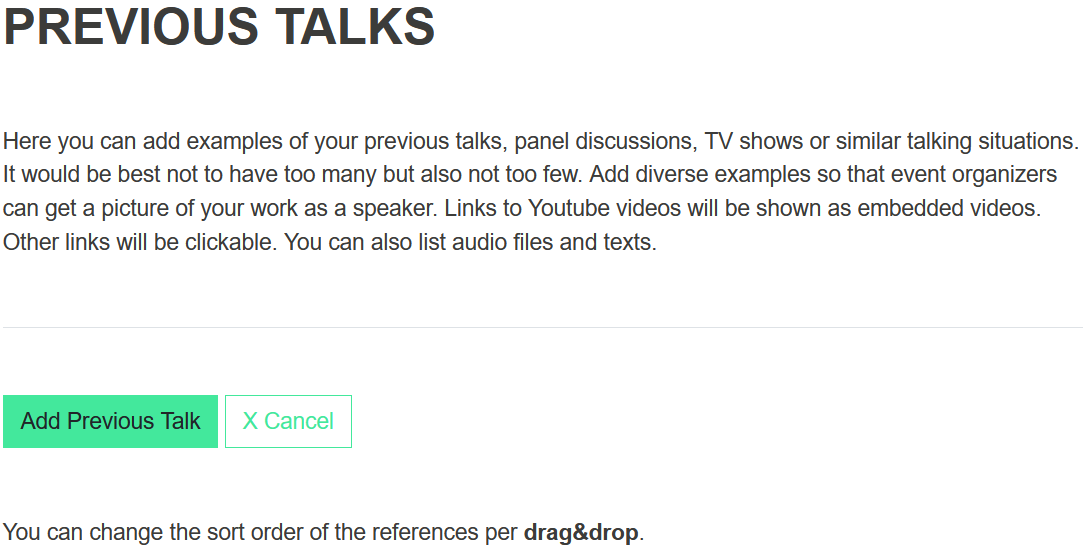 PREVIOUS TALKS
Here you can add examples of your previous talks, panel discussions, TV shows or similar talking situations.
It would be best not to have too many but also not too few. Add diverse examples so that event organizers
can get a picture of your work as a speaker. Links to Youtube videos will be shown as embedded videos.
Other links will be clickable. You can also list audio files and texts.
Add Previous Talk
X Cancel
You can change the sort order of the references per drag&drop.